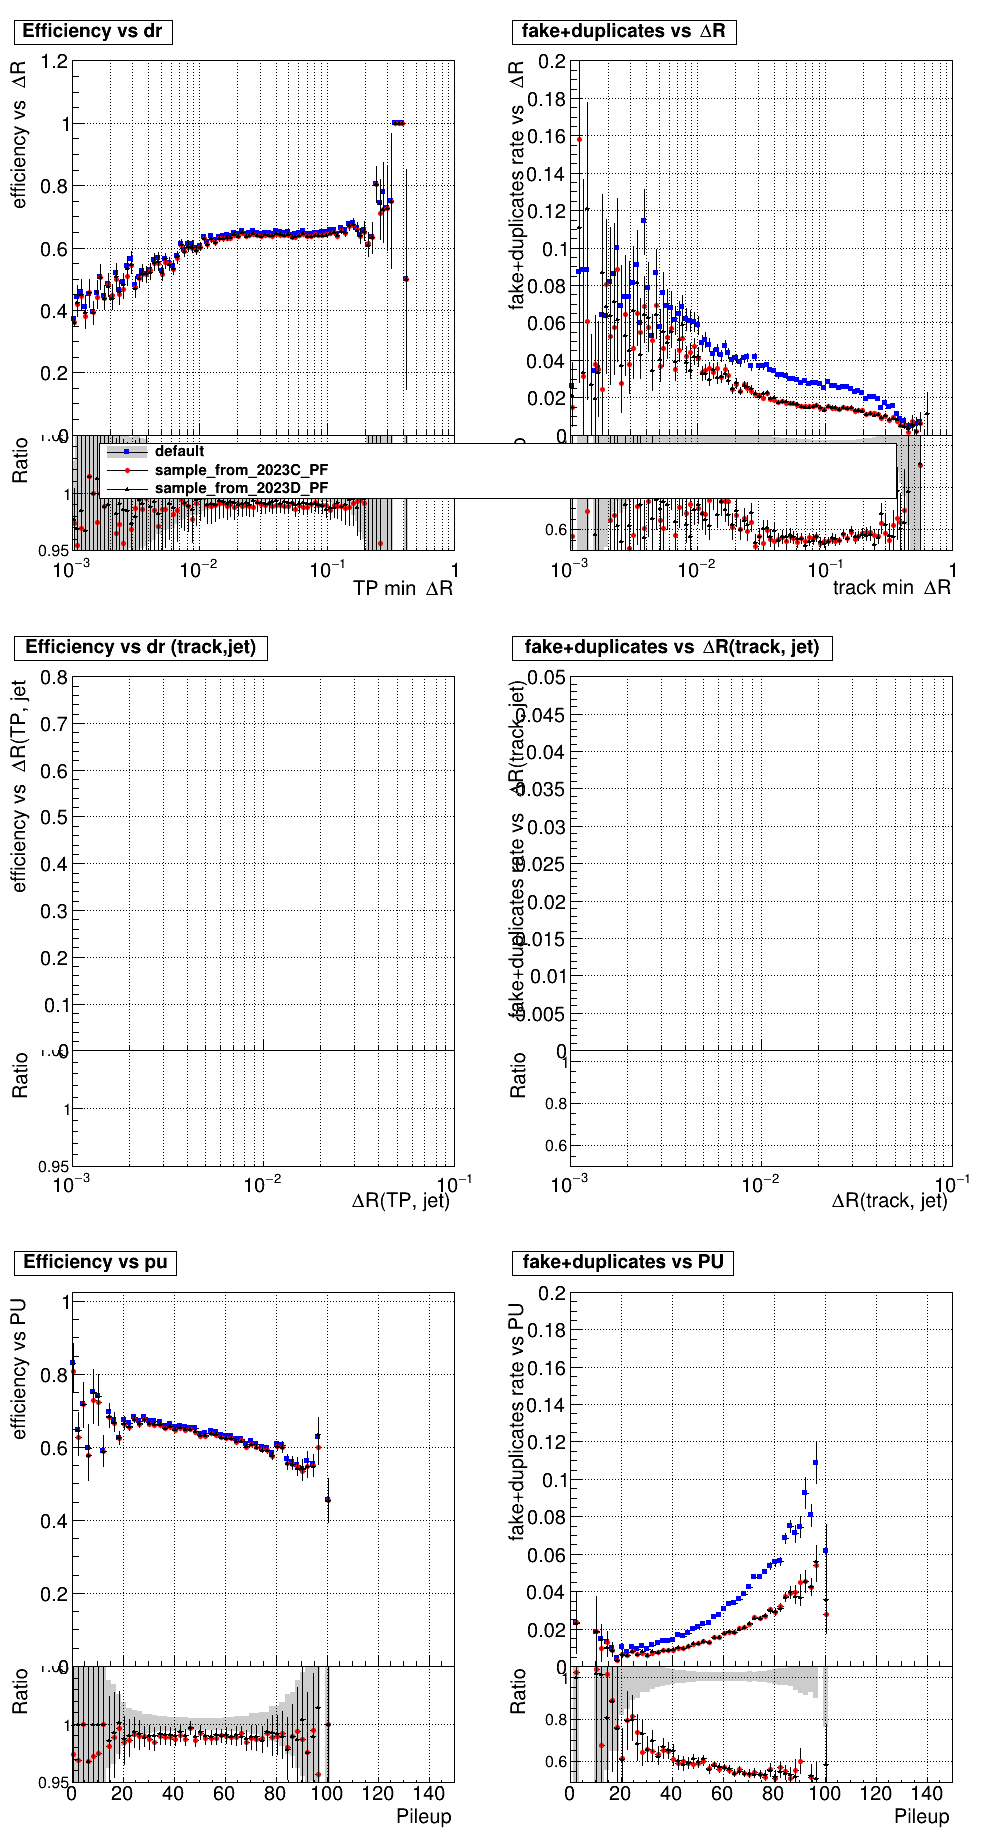 Efficiency vs dr
efficiency vs ΔR
1.2
1
0.8
0.6
0.4
0.2
0
Ratio
1
0.95
10⁻³ 10⁻² 10⁻¹ 1
TP min ΔR
fake+duplicates vs ΔR
fake+duplicates rate vs ΔR
0.2
0.18
0.16
0.14
0.12
0.1
0.08
0.06
0.04
0.02
0.6
10⁻³ 10⁻² 10⁻¹ 1
track min ΔR
default
sample_from_2023C_PF
sample_from_2023D_PF
Efficiency vs dr (track,jet)
efficiency vs ΔR(TP, jet
0.8
0.7
0.6
0.5
0.4
0.3
0.2
0.1
0
Ratio
1
0.95
10⁻³ 10⁻² 10⁻¹
ΔR(TP, jet)
fake+duplicates vs ΔR(track, jet)
fake+duplicates rate vs ΔR(track, jet)
0.05
0.045
0.04
0.035
0.03
0.025
0.02
0.015
0.01
0.005
0
Ratio
1
0.8
0.6
10⁻³ 10⁻² 10⁻¹
ΔR(track, jet)
Efficiency vs pu
efficiency vs PU
1
0.8
0.6
0.4
0.2
0
Ratio
1
0.95
0 20 40 60 80 100 120 140
Pileup
fake+duplicates vs PU
fake+duplicates rate vs PU
0.2
0.18
0.16
0.14
0.12
0.1
0.08
0.06
0.04
0.02
0
Ratio
1
0.8
0.6
0 20 40 60 80 100 120 140
Pileup